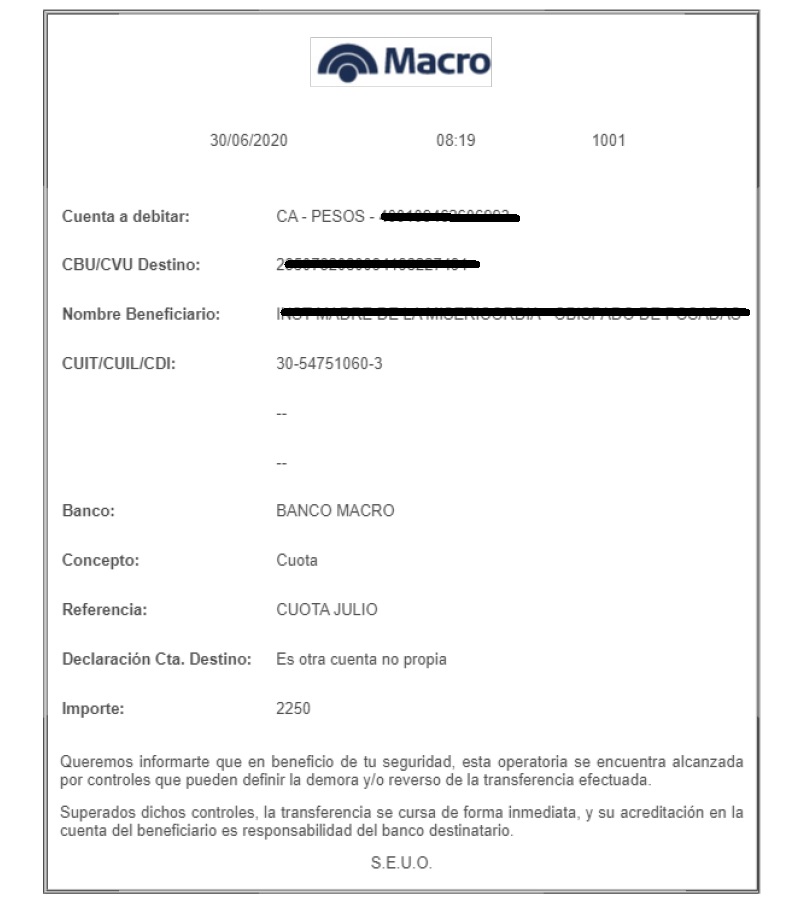 Macro
30/06/2020 08:19 1001
Cuenta a debitar: CA - PESOS -
CBU/CVU Destino:
Nombre Beneficiario:
CUIT/CUIL/CDI: 30-54751060-3
--
--
Banco: BANCO MACRO
Concepto: Cuota
Referencia: CUOTA JULIO
Declaración Cta. Destino: Es otra cuenta no propia
Importe: 2250
Queremos informarte que en beneficio de tu seguridad, esta operatoria se encuentra alcanzada
por controles que pueden definir la demora y/o reverso de la transferencia efectuada.
Superados dichos controles, la transferencia se cursa de forma inmediata, y su acreditación en la
cuenta del beneficiario es responsabilidad del banco destinatario.
S.E.U.O.